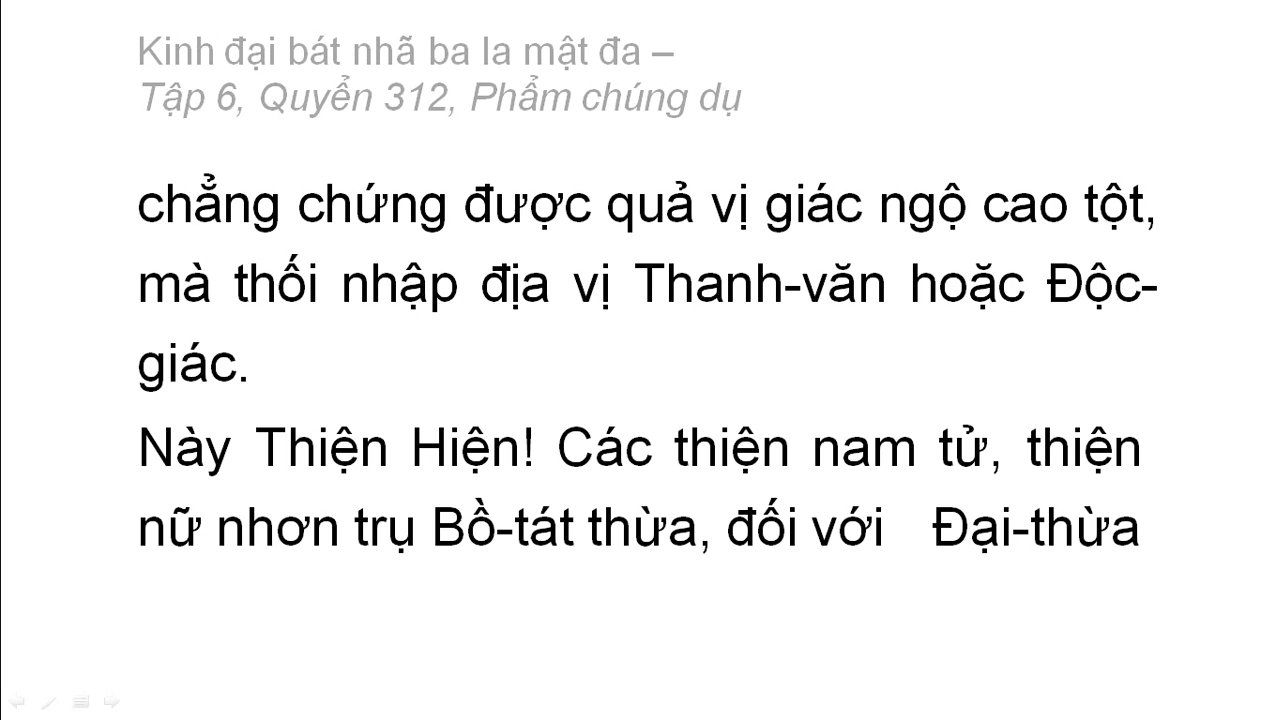 Kinh đại bát nhã ba la mật đa –
Tập 6, Quyển 312, Phẩm chúng dụ
chẳng chứng được quả vị giác ngộ cao tột,
mà thối nhập địa vị Thanh-văn hoặc Độc-
giác.
Này Thiện Hiện! Các thiện nam tử, thiện
nữ nhơn trụ Bồ-tát thừa, đối với Đại-thừa